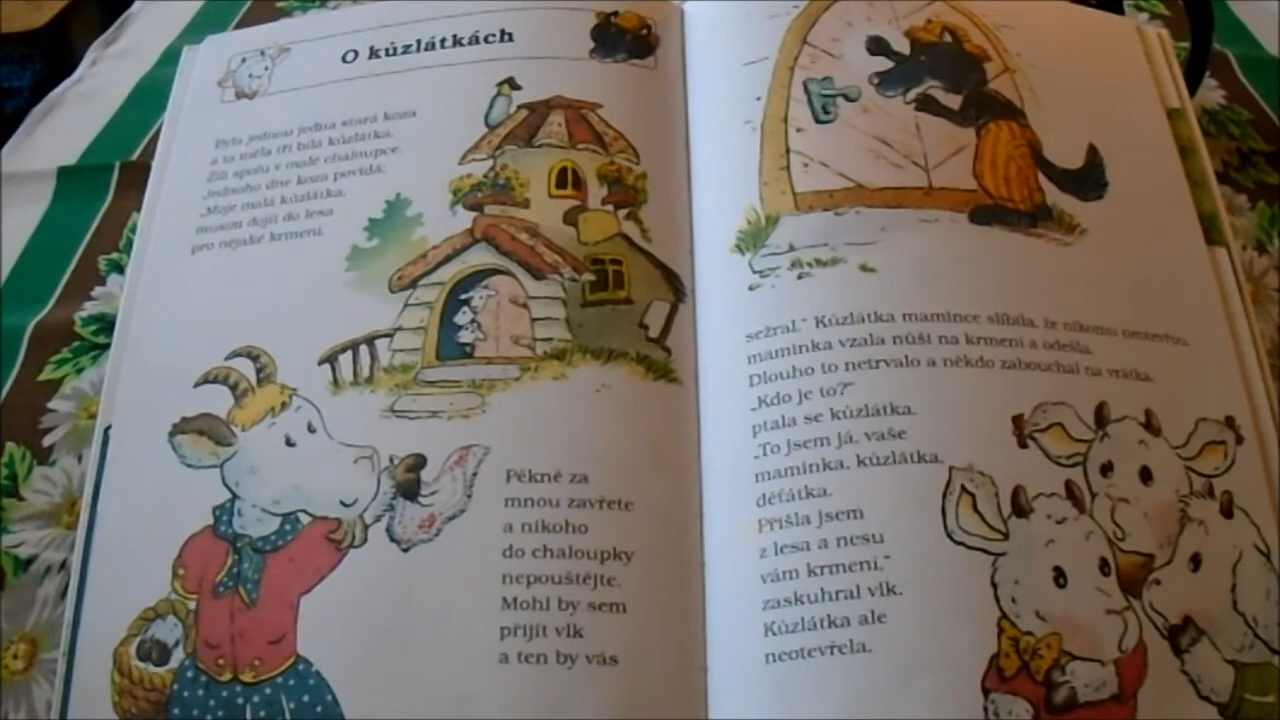 O kůzlátkách
Byla jednou jedna stará koza
a ta měla tři bílá kůzlátka.
Žili spolu v malé chaloupce.
Jednoho dne koza povídá:
„Moje malá kůzlátka,
musím dojít do lesa
pro nějaké krmení.
Pěkně za
mnou zavřete
a nikoho
do chaloupky
nepouštějte.
Mohl by sem
přijít vlk
a ten by vás
sežral.“ Kůzlátka mamince slíbila, že nikomu neotevřou,
maminka vzala nůši na krmení a odešla.
Dlouho to netrvalo a někdo zabouchal na vrátka.
„Kdo je to?“
ptala se kůzlátka.
„To jsem já, vaše
maminka, kůzlátka,
děťátka.
Přišla jsem
z lesa a nesu
vám krmení,“
zaskuhral vlk.
Kůzlátka ale
neotevřela.